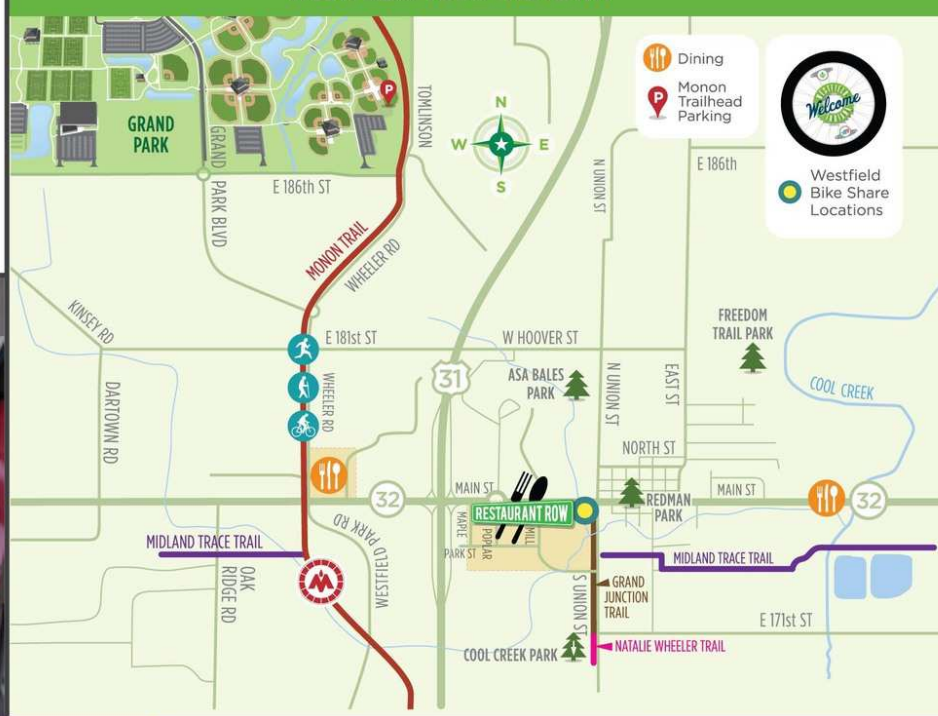 GRAND
PARK
P
TOMLINSON
GRAND
PARK BLVD
E 186th ST
MONON TRAIL
WHEELER RD
N
W
E
S
N UNION ST
E 186th
Dining
P
Monon
Trailhead
Parking
Welcome
Westfield
Bike Share
Locations
KINSEY RD
DARTOWN RD
E 181st ST
W HOOVER ST
WHEELER RD
31
ASA BALES
PARK
N UNION ST
EAST ST
FREEDOM
TRAIL PARK
COOL CREEK
NORTH ST
32
MAIN ST
RESTAURANT ROW
REDMAN
PARK
MAIN ST
32
WESTFIELD PARK RD
MAPLE
POPLAR
MILL
PARK ST
MIDLAND TRACE TRAIL
OAK
RIDGE RD
M
S UNION ST
MIDLAND TRACE TRAIL
GRAND
JUNCTION
TRAIL
E 171st ST
COOL CREEK PARK
NATALIE WHEELER TRAIL